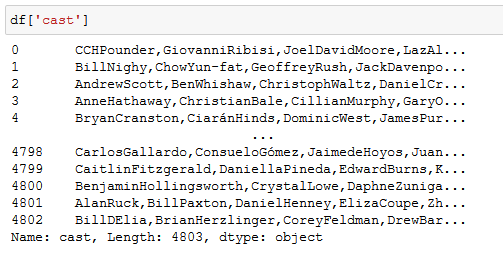 df['cast']
0 CCHPounder,GiovanniRibisi,JoelDavidMoore,LazAl...
1 BillNighy,ChowYun-fat,GeoffreyRush,JackDavenpo...
2 AndrewScott,BenWhishaw,ChristophWaltz,DanielCr...
3 AnneHathaway,ChristianBale,CillianMurphy,GaryO...
4 BryanCranston,CiaránHinds,DominicWest,JamesPur...
...
4798 CarlosGallardo,ConsueloGómez,JaimedeHoyos,Juan...
4799 CaitlinFitzgerald,DaniellaPineda,EdwardBurns,K...
4800 BenjaminHollingsworth,CrystalLowe,DaphneZuniga...
4801 AlanRuck,BillPaxton,DanielHenney,ElizaCoupe,Zh...
4802 BillDElia,BrianHerzlinger,CoreyFeldman,DrewBar...
Name: cast, Length: 4803, dtype: object